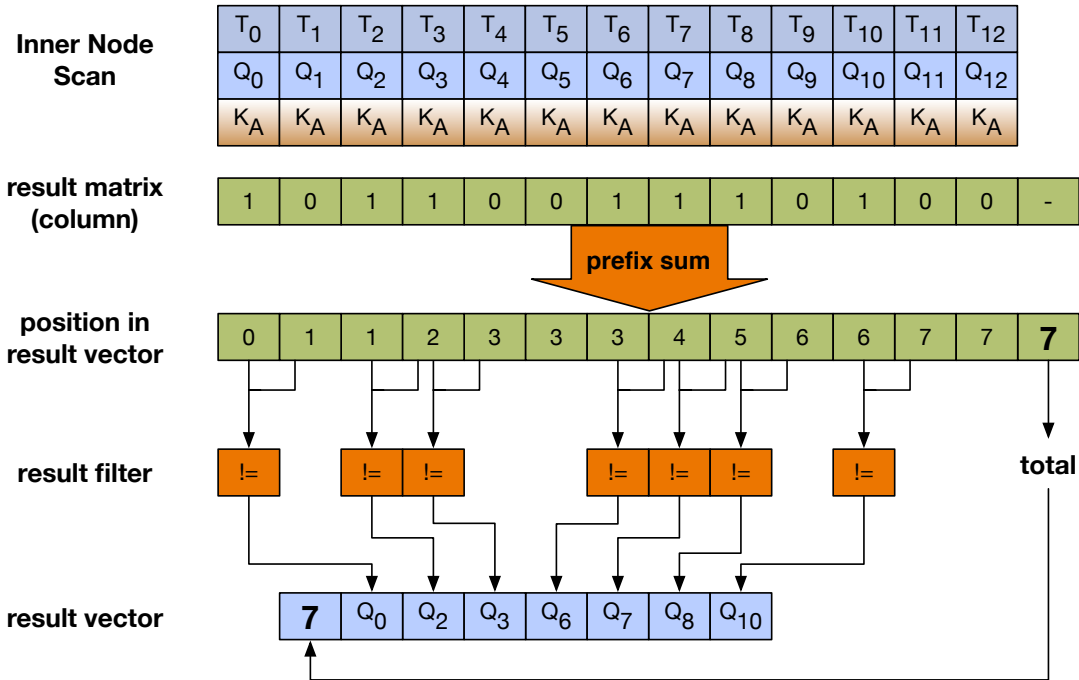 Inner Node
Scan
T0 T1 T2 T3 T4 T5 T6 T7 T8 T9 T10 T11 T12
Q0 Q1 Q2 Q3 Q4 Q5 Q6 Q7 Q8 Q9 Q10 Q11 Q12
KA KA KA KA KA KA KA KA KA KA KA KA KA
result matrix
(column)
1 0 1 1 0 0 1 1 1 0 1 0 0 -
prefix sum
position in
result vector
0 1 1 2 3 3 3 4 5 6 6 7 7 7
result filter
!= != != != != != !=
total
result vector
7 Q0 Q2 Q3 Q6 Q7 Q8 Q10